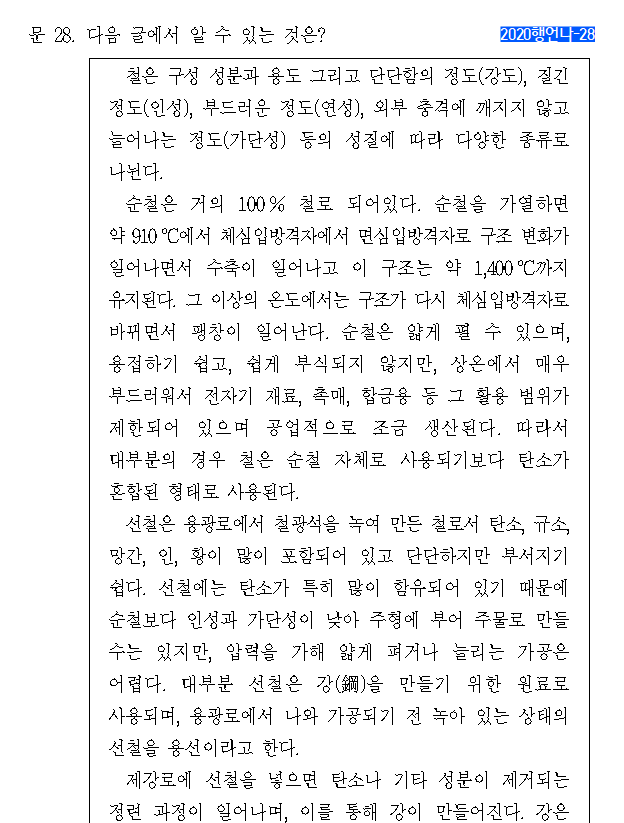 문 28. 다음 글에서 알 수 있는 것은?
2020행언나-28
철은 구성 성분과 용도 그리고 단단함의 정도(강도), 질긴
정도(인성), 부드러운 정도(연성), 외부 충격에 깨지지 않고
늘어나는 정도(가단성) 등의 성질에 따라 다양한 종류로
나뉜다.
순철은 거의 100 % 철로 되어있다. 순철을 가열하면
약 910 ℃에서 체심입방격자에서 면심입방격자로 구조 변화가
일어나면서 수축이 일어나고 이 구조는 약 1,400 ℃까지
유지된다. 그 이상의 온도에서는 구조가 다시 체심입방격자로
바뀌면서 팽창이 일어난다. 순철은 얇게 펼 수 있으며,
용접하기 쉽고, 쉽게 부식되지 않지만, 상온에서 매우
부드러워서 전자기 재료, 촉매, 합금용 등 그 활용 범위가
제한되어 있으며 공업적으로 조금 생산된다. 따라서
대부분의 경우 철은 순철 자체로 사용되기보다 탄소가
혼합된 형태로 사용된다.
선철은 용광로에서 철광석을 녹여 만든 철로서 탄소, 규소,
망간, 인, 황이 많이 포함되어 있고 단단하지만 부서지기
쉽다. 선철에는 탄소가 특히 많이 함유되어 있기 때문에
순철보다 인성과 가단성이 낮아 주형에 부어 주물로 만들
수는 있지만, 압력을 가해 얇게 펴거나 늘리는 가공은
어렵다. 대부분 선철은 강(鋼)을 만들기 위한 원료로
사용되며, 용광로에서 나와 가공되기 전 녹아 있는 상태의
선철을 용선이라고 한다.
제강로에 선철을 넣으면 탄소나 기타 성분이 제거되는
정련 과정이 일어나며, 이를 통해 강이 만들어진다. 강은